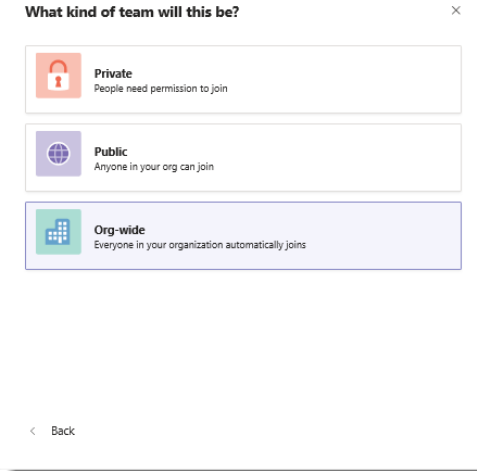 What kind of team will this be?
Private
People need permission to join
Public
Anyone in your org can join
Org-wide
Everyone in your organization automatically joins
Back